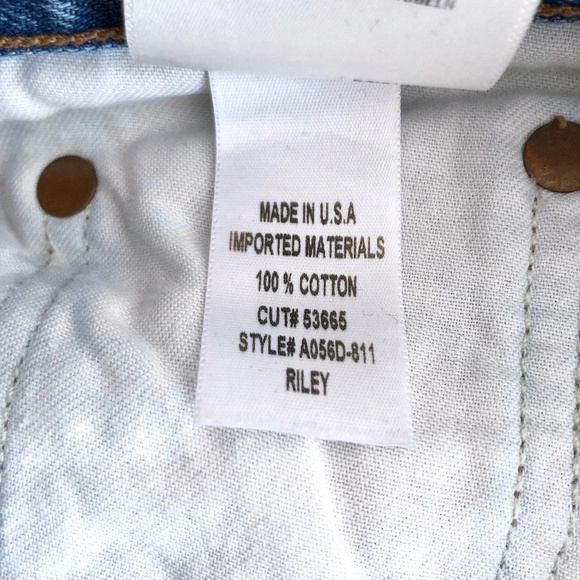 MADE IN U.S.A
IMPORTED MATERIALS
100 % COTTON
CUT# 53665
STYLE# A056D-811
RILEY